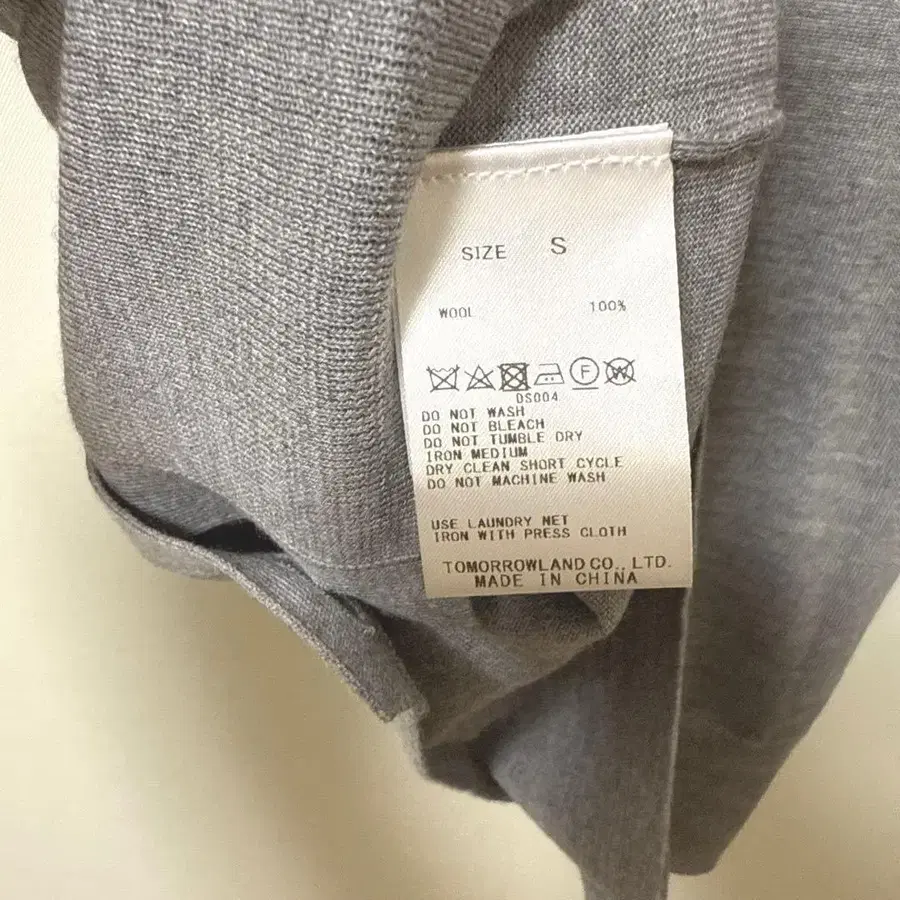 SIZE S
WOOL 100%
F W
DS004
DO NOT WASH
DO NOT BLEACH
DO NOT TUMBLE DRY
IRON MEDIUM
DRY CLEAN SHORT CYCLE
DO NOT MACHINE WASH
USE LAUNDRY NET
IRON WITH PRESS CLOTH
TOMORROWLAND CO., LTD.
MADE IN CHINA